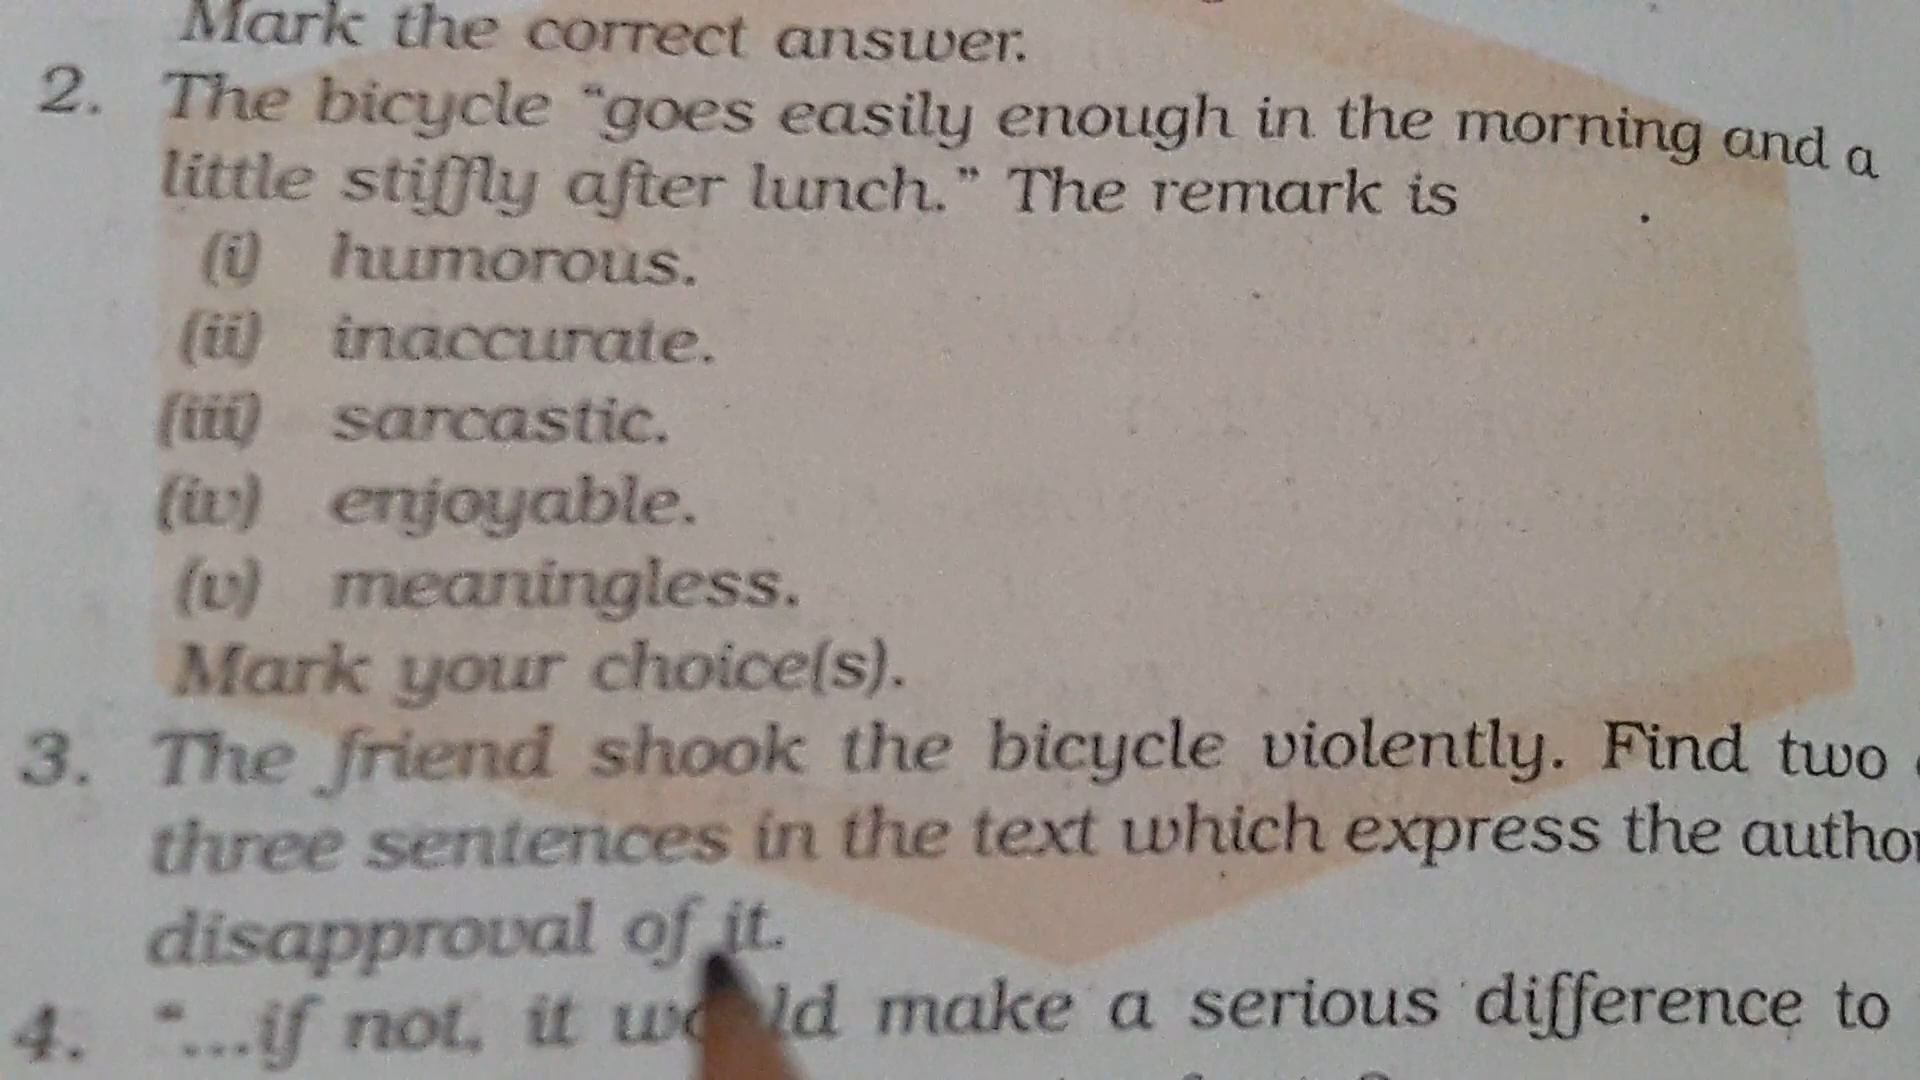 Mark the correct answer.
2. The bicycle “goes easily enough in the morning and a
little stiffly after lunch.” The remark is
(i) humorous.
(ii) inaccurate.
(iii) sarcastic.
(iv) enjoyable.
(v) meaningless.
Mark your choice(s).
3. The friend shook the bicycle violently. Find two
three sentences in the text which express the author
disapproval of it.
4. “...if not, it would make a serious difference to